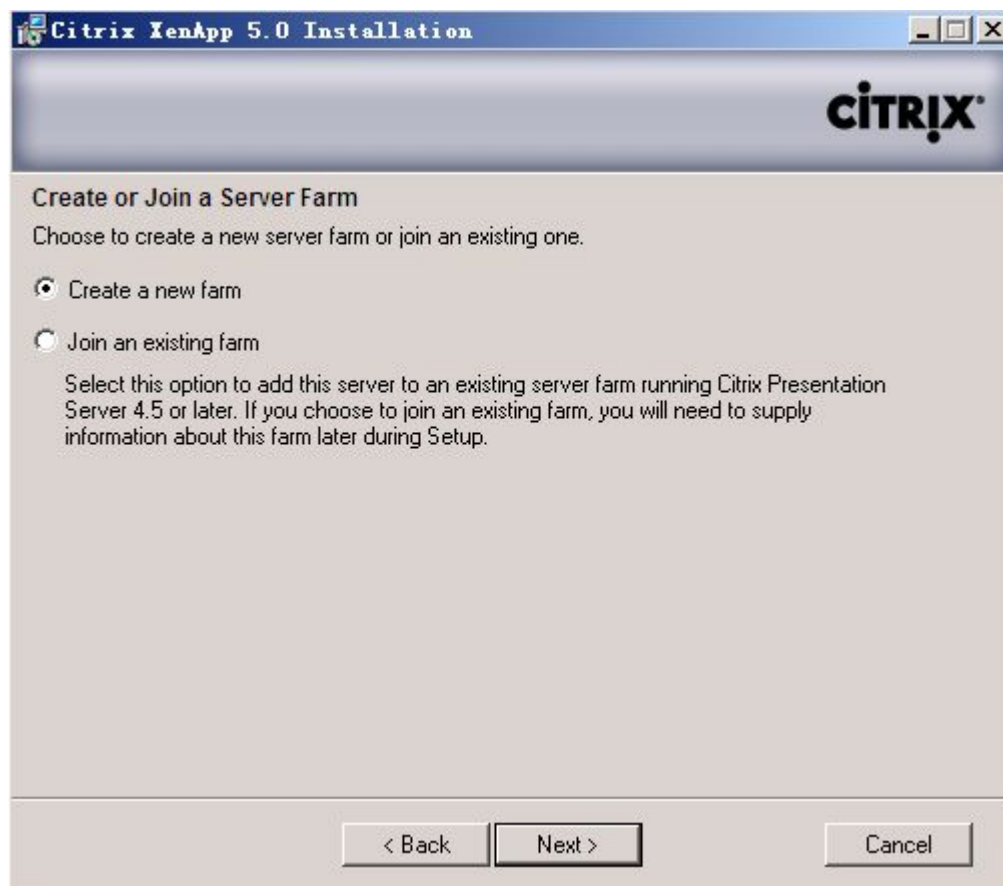 Citrix XenApp 5.0 Installation
CITRIX
Create or Join a Server Farm
Choose to create a new server farm or join an existing one.
Create a new farm
Join an existing farm
Select this option to add this server to an existing server farm running Citrix Presentation
Server 4.5 or later. If you choose to join an existing farm, you will need to supply
information about this farm later during Setup.
< Back Next > Cancel